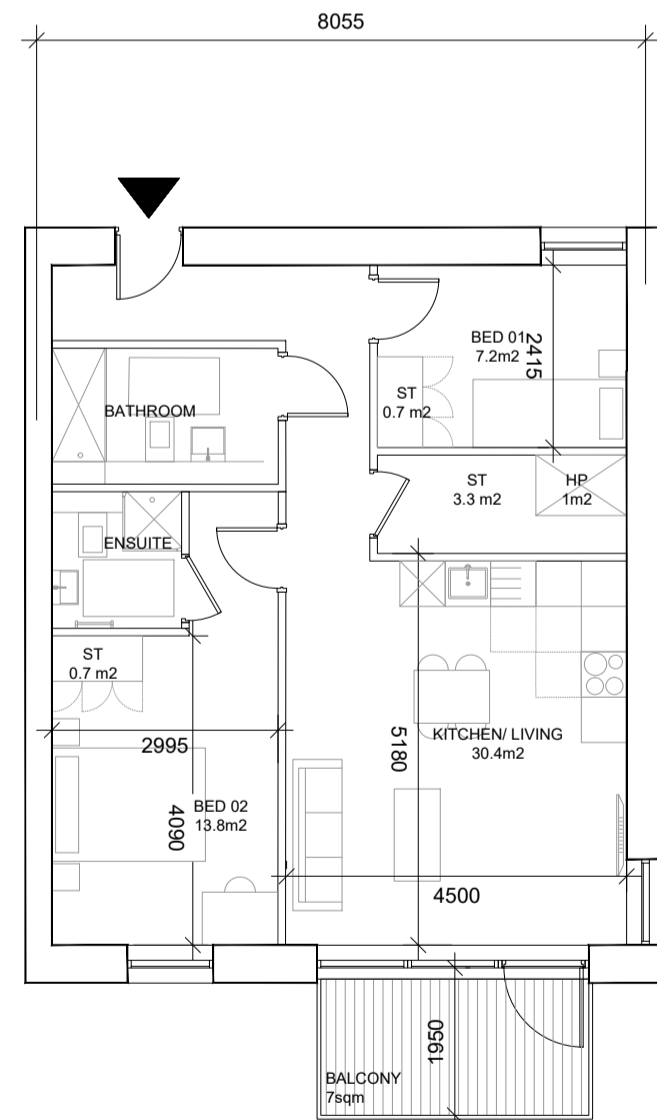 8055
BED 01
7.2m2
2415
ST
0.7 m2
BATHROOM
ST
3.3 m2
HP
1m2
ENSUITE
ST
0.7 m2
2995
5180
KITCHEN/ LIVING
30.4m2
4090
BED 02
13.8m2
4500
1950
BALCONY
7sqm